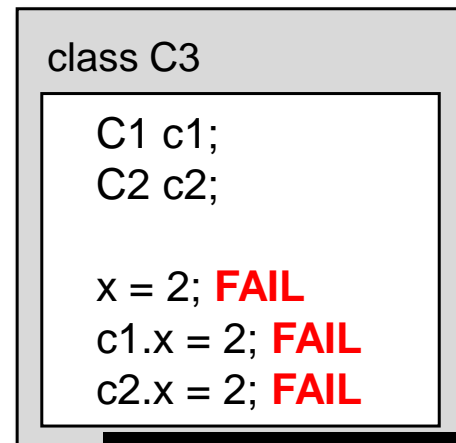 class C3
C1 c1;
C2 c2;
x = 2; FAIL
c1.x = 2; FAIL
c2.x = 2; FAIL